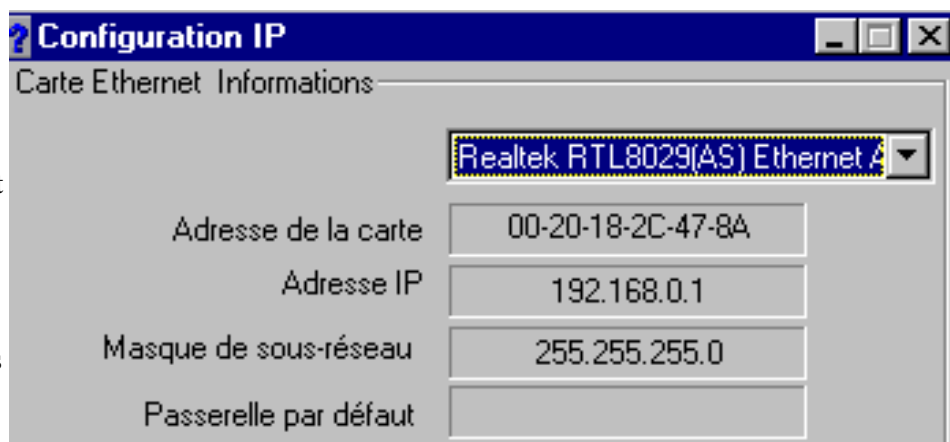 Configuration IP
Carte Ethernet Informations
Realtek RTL8029(AS) Ethernet A
t
Adresse de la carte 00-20-18-2C-47-8A
Adresse IP 192.168.0.1
Masque de sous-réseau 255.255.255.0
s
Passerelle par défaut